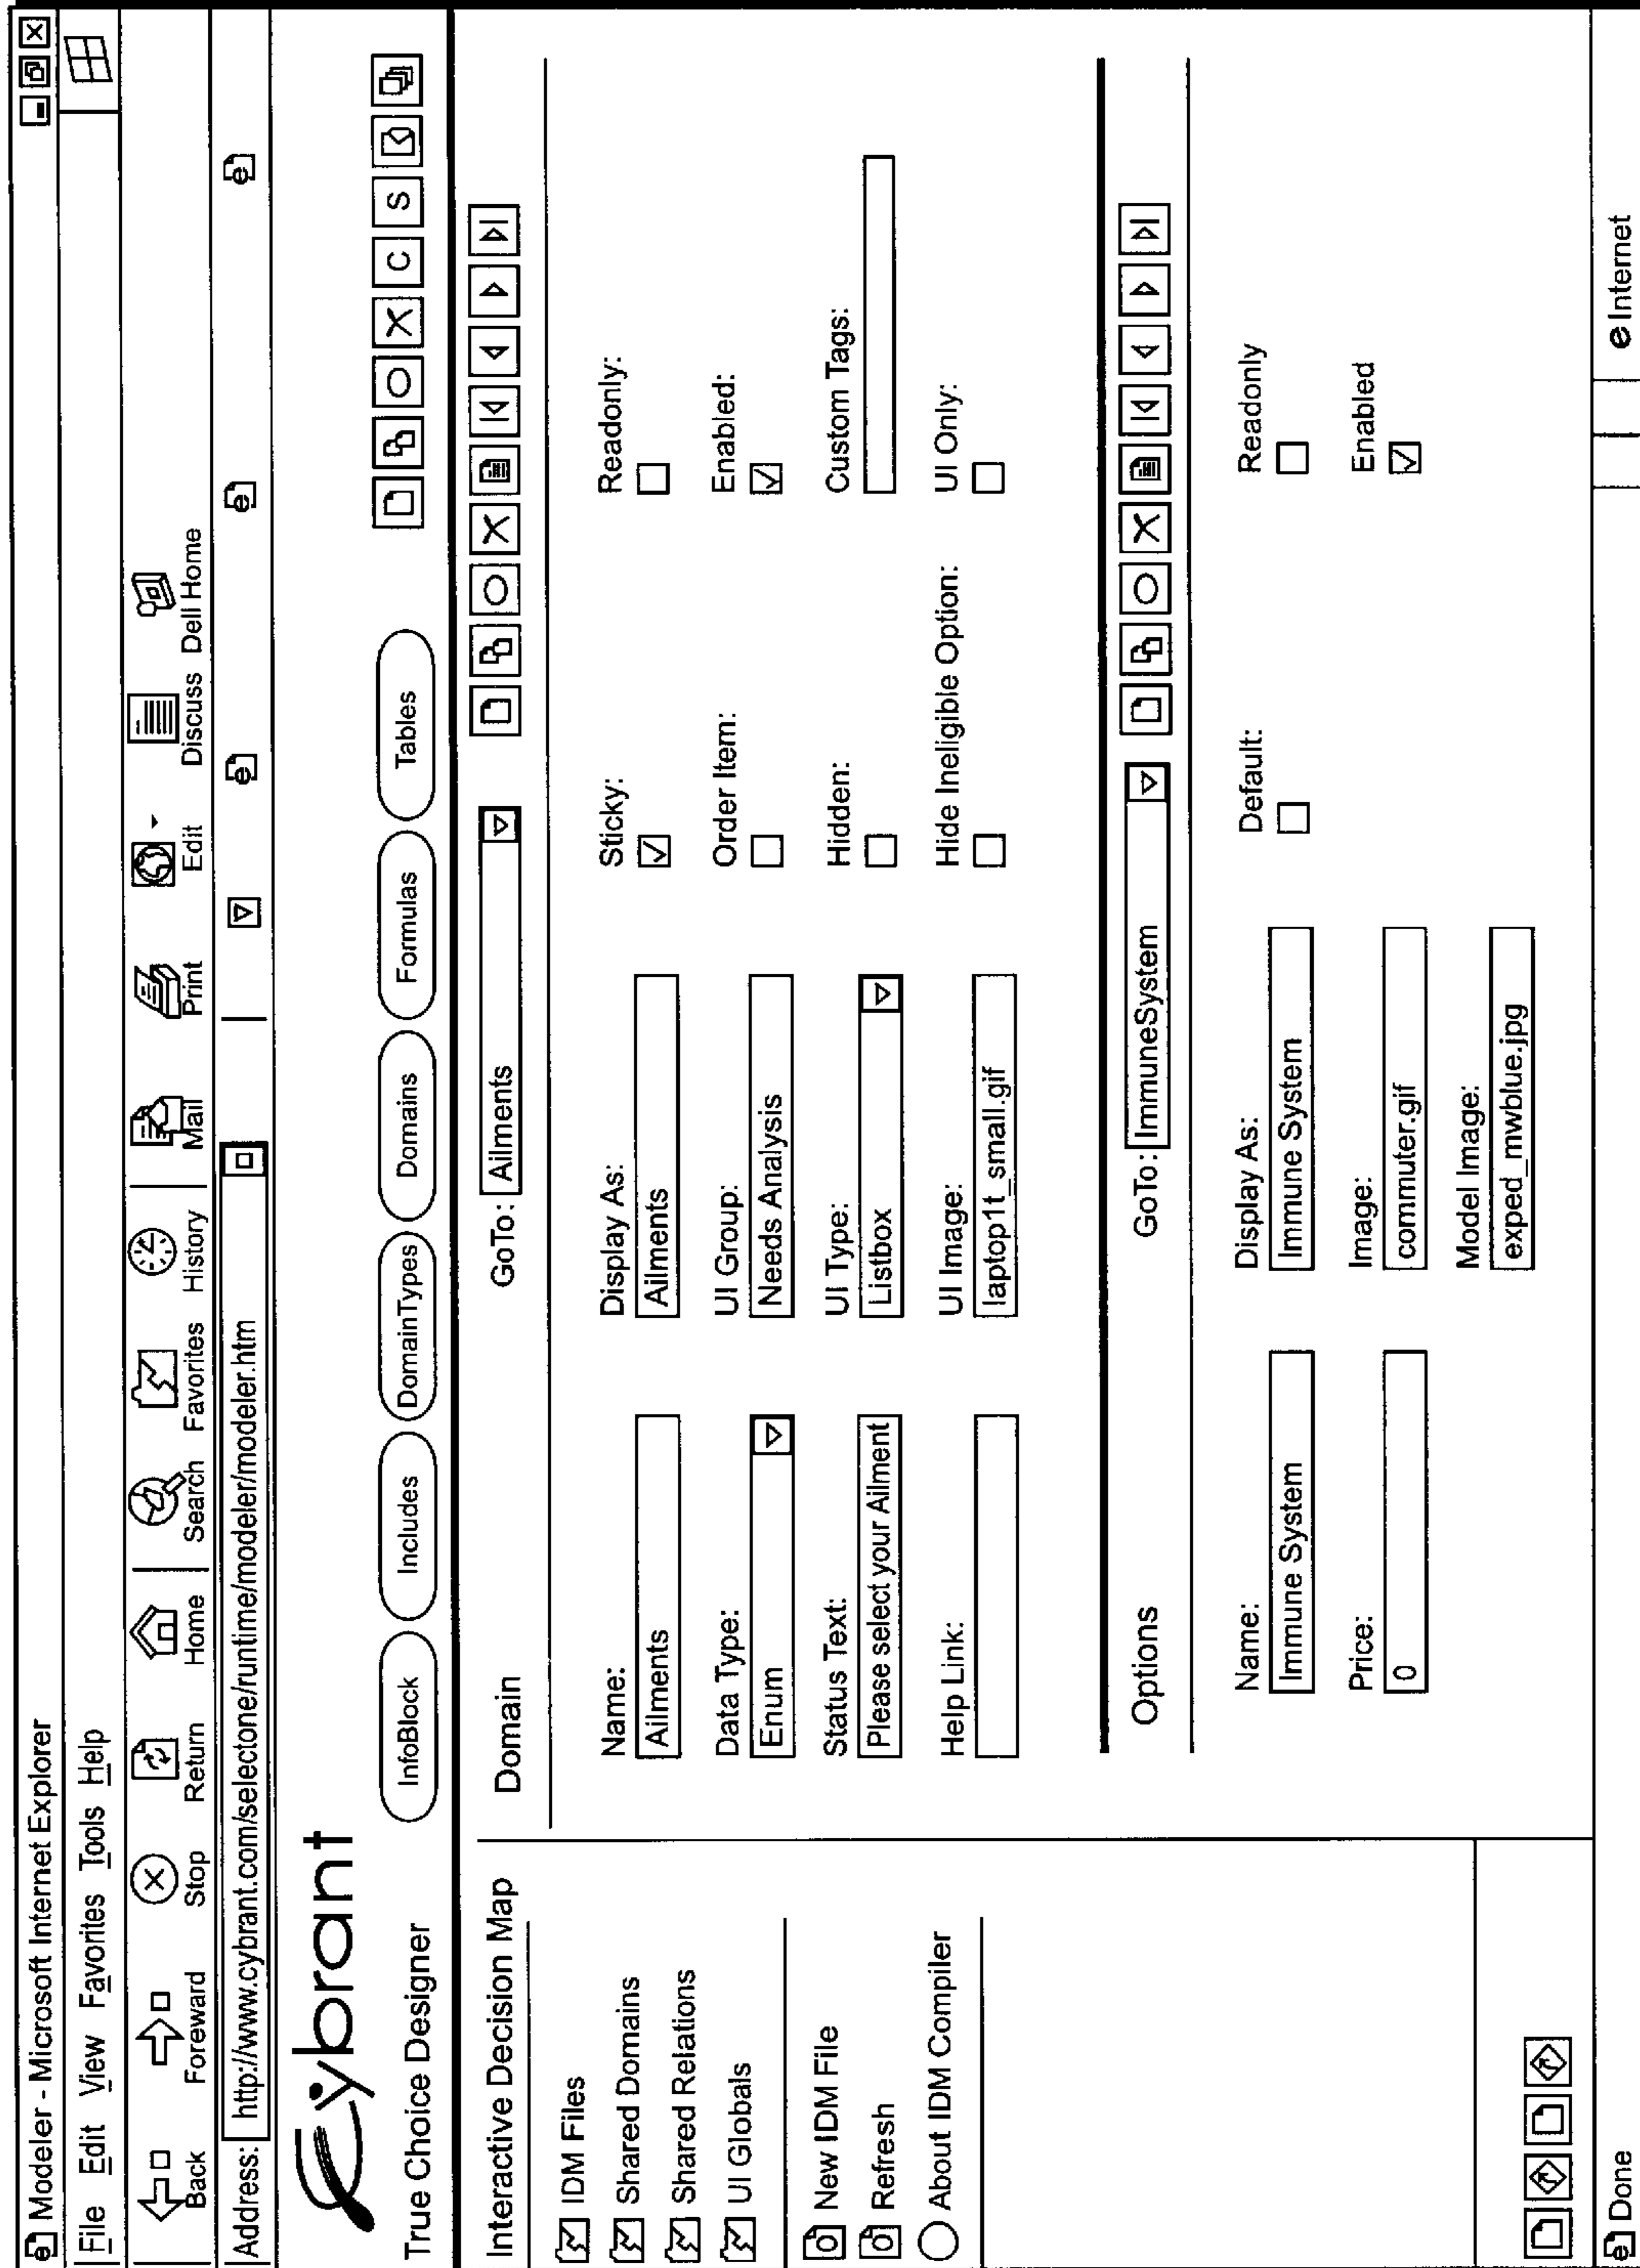 Modeler - Microsoft Internet Explorer
File Edit View Favorites Tools Help
Back Foreward Stop Return Home Search Favorites History Mail Print Edit Discuss Dell Home
Address: http://www.cybrant.com/selectone/runtime/modeler/modeler.htm
Cybrant
True Choice Designer
InfoBlock Includes DomainTypes Domains Formulas Tables
C S
Interactive Decision Map
IDM Files
Shared Domains
Shared Relations
UI Globals
New IDM File
Refresh
About IDM Compiler
Domain GoTo: Ailments
Name: Display As: Sticky: Readonly:
Ailments Ailments
Data Type: UI Group: Order Item: Enabled:
Enum Needs Analysis
Status Text: UI Type: Hidden: Custom Tags:
Please select your Ailment Listbox
Help Link: UI Image: Hide Ineligible Option: UI Only:
laptop1t_small.gif
Options GoTo: ImmuneSystem
Name: Display As: Default: Readonly
Immune System Immune System
Price: Image: Enabled
0 commuter.gif
Model Image:
exped_mwblue.jpg
Done Internet